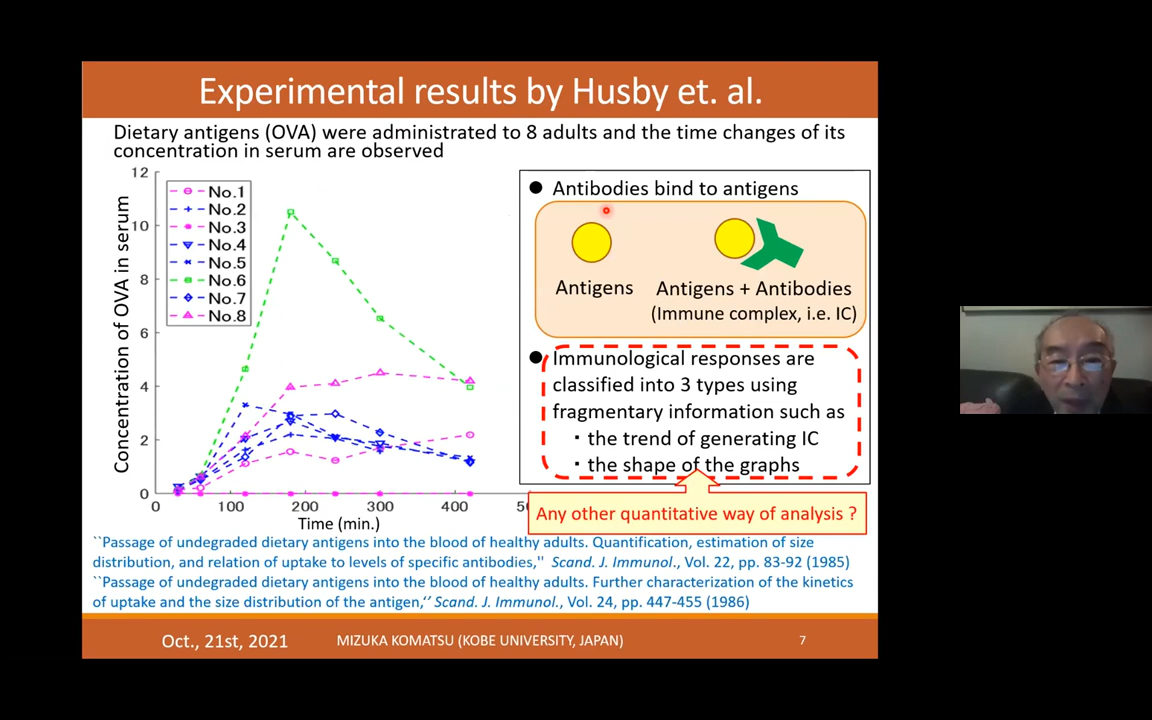 Experimental results by Husby et. al.
Dietary antigens (OVA) were administrated to 8 adults and the time changes of its
concentration in serum are observed
Concentration of OVA in serum
12
10
8
6
4
2
0
No.1
No.2
No.3
No.4
No.5
No.6
No.7
No.8
0 100 200 300 400
Time (min.)
● Antibodies bind to antigens
Antigens
Antigens + Antibodies
(Immune complex, i.e. IC)
● Immunological responses are
classified into 3 types using
fragmentary information such as
・the trend of generating IC
・the shape of the graphs
Any other quantitative way of analysis ?
``Passage of undegraded dietary antigens into the blood of healthy adults. Quantification, estimation of size
distribution, and relation of uptake to levels of specific antibodies,'' Scand. J. Immunol., Vol. 22, pp. 83-92 (1985)
``Passage of undegraded dietary antigens into the blood of healthy adults. Further characterization of the kinetics
of uptake and the size distribution of the antigen,‘’ Scand. J. Immunol., Vol. 24, pp. 447-455 (1986)
Oct., 21st, 2021
MIZUKA KOMATSU (KOBE UNIVERSITY, JAPAN)
7